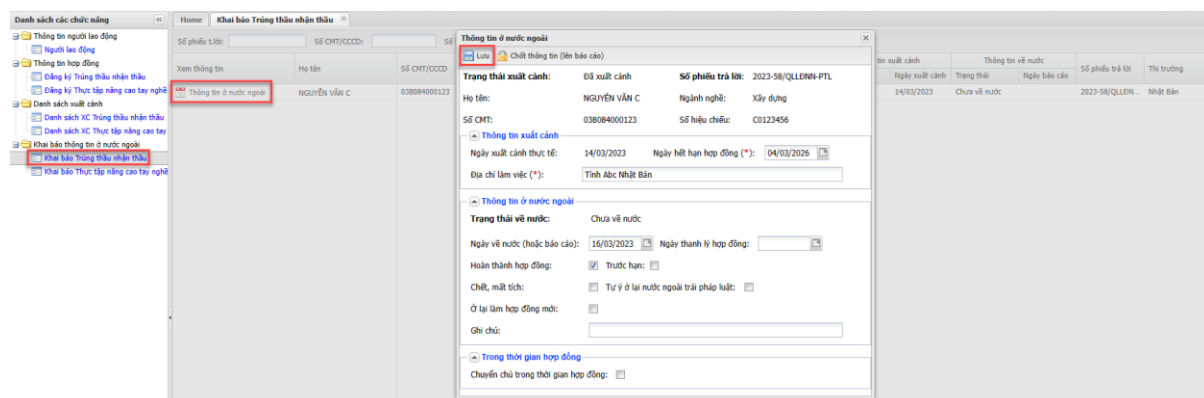 Danh sách các chức năng
Home Khai báo Trúng thầu nhận thầu
Thông tin người lao động
Người lao động
Thông tin hợp đồng
Đăng ký Trúng thầu nhận thầu
Đăng ký Thực tập nâng cao tay nghề
Danh sách xuất cảnh
Danh sách XC Trúng thầu nhận thầu
Danh sách XC Thực tập nâng cao tay
Khai báo thông tin ở nước ngoài
Khai báo Trúng thầu nhận thầu
Khai báo Thực tập nâng cao tay nghề
Số phiếu t.lời: Số CMT/CCCD: Số
Xem thông tin Họ tên Số CMT/CCCD
Thông tin ở nước ngoài NGUYỄN VĂN C 038084000123
Thông tin ở nước ngoài
Lưu Chốt thông tin (lên báo cáo)
Trạng thái xuất cảnh: Đã xuất cảnh Số phiếu trả lời: 2023-58/QLLĐNN-PTL
Họ tên: NGUYỄN VĂN C Ngành nghề: Xây dựng
Số CMT: 038084000123 Số hiệu chiếu: C0123456
Thông tin xuất cảnh
Ngày xuất cảnh thực tế: 14/03/2023 Ngày hết hạn hợp đồng (*): 04/03/2026
Địa chỉ làm việc (*): Tỉnh Abc Nhật Bản
Thông tin ở nước ngoài
Trạng thái về nước: Chưa về nước
Ngày về nước (hoặc báo cáo): 16/03/2023 Ngày thanh lý hợp đồng:
Hoàn thành hợp đồng: Trước hạn:
Chết, mất tích: Tự ý ở lại nước ngoài trái pháp luật:
Ở lại làm hợp đồng mới:
Ghi chú:
Trong thời gian hợp đồng
Chuyển chủ trong thời gian hợp đồng:
tin xuất cảnh Thông tin về nước Số phiếu trả lời Thị trường
Ngày xuất cảnh Trạng thái Ngày báo cáo
14/03/2023 Chưa về nước 2023-58/QLLĐN... Nhật Bản